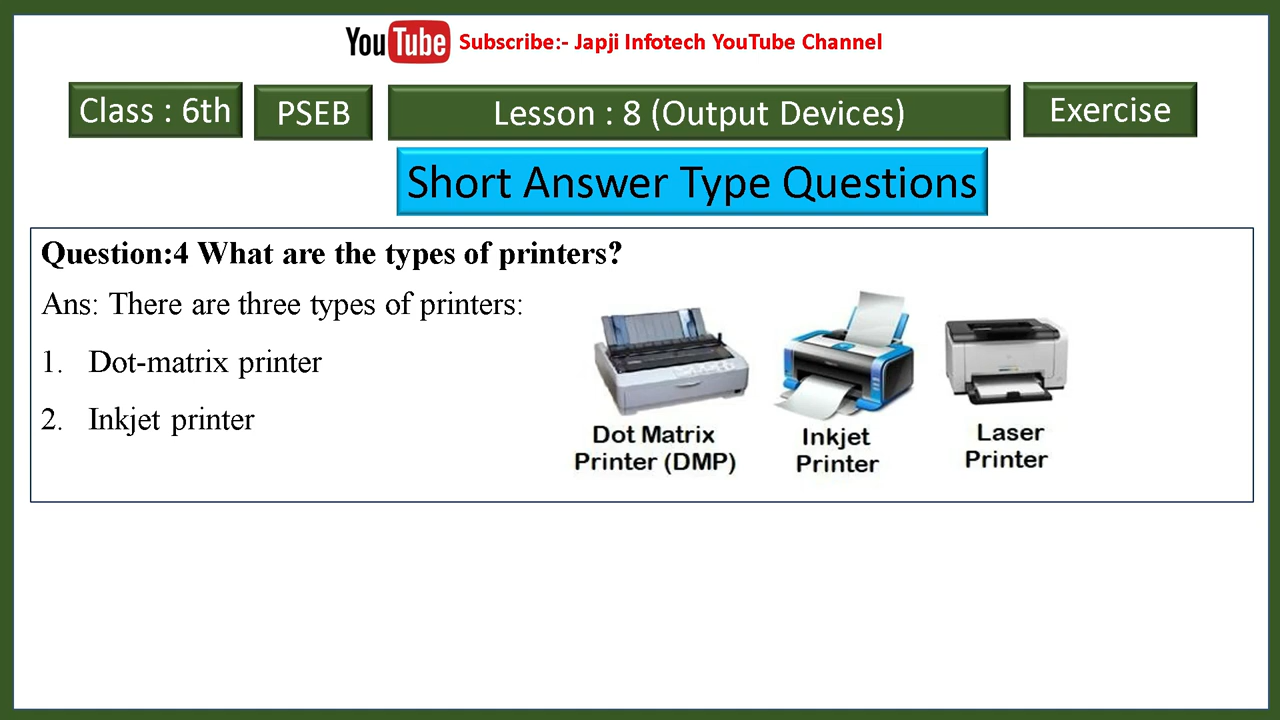 YouTube Subscribe:- Japji Infotech YouTube Channel
Class : 6th PSEB Lesson : 8 (Output Devices) Exercise
Short Answer Type Questions
Question:4 What are the types of printers?
Ans: There are three types of printers:
1. Dot-matrix printer
2. Inkjet printer
Dot Matrix
Printer (DMP)
Inkjet
Printer
Laser
Printer